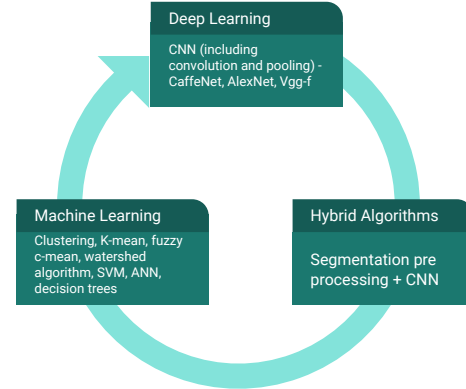 Deep Learning
CNN (including
convolution and pooling) -
CaffeNet, AlexNet, Vgg-f
Machine Learning
Clustering, K-mean, fuzzy
c-mean, watershed
algorithm, SVM, ANN,
decision trees
Hybrid Algorithms
Segmentation pre
processing + CNN